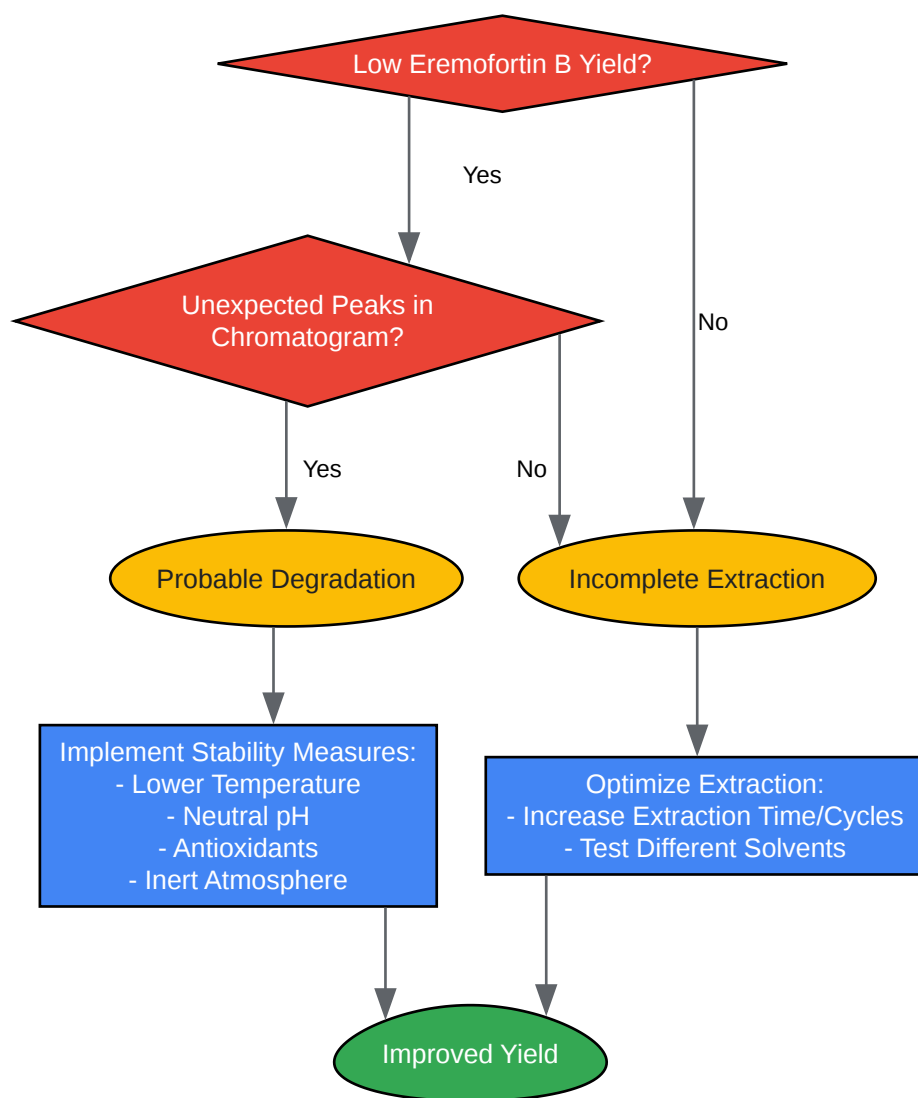 Low Eremofortin B Yield?
Yes
Unexpected Peaks in
Chromatogram?
No
Yes
No
Probable Degradation
Incomplete Extraction
Implement Stability Measures:
- Lower Temperature
- Neutral pH
- Antioxidants
- Inert Atmosphere
Optimize Extraction:
- Increase Extraction Time/Cycles
- Test Different Solvents
Improved Yield